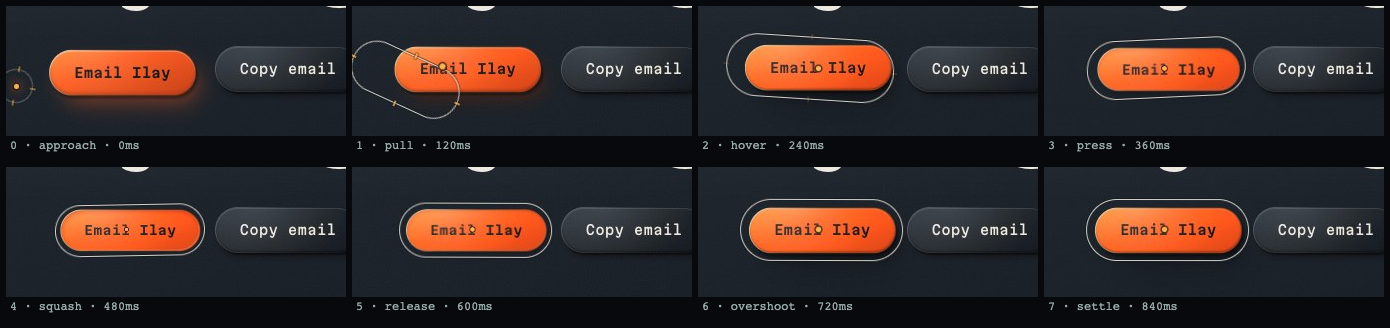 Email Ilay Copy email
0 · approach · 0ms
Email Ilay Copy email
1 · pull · 120ms
Email Ilay Copy email
2 · hover · 240ms
Email Ilay Copy email
3 · press · 360ms
Email Ilay Copy email
4 · squash · 480ms
Email Ilay Copy email
5 · release · 600ms
Email Ilay Copy email
6 · overshoot · 720ms
Email Ilay Copy email
7 · settle · 840ms